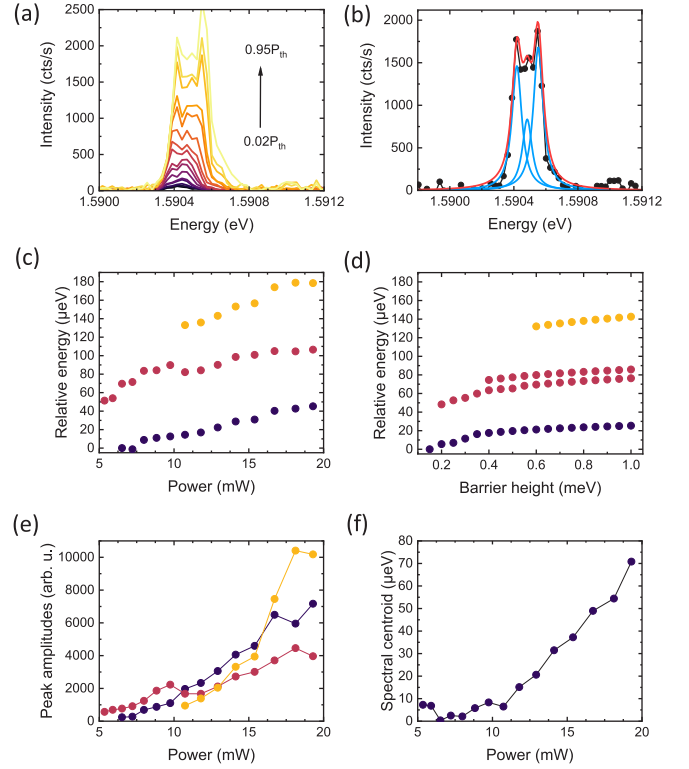 (a)
2500
2000
1500
1000
500
0
Intensity (cts/s)
0.95Pth
0.02Pth
1.5900 1.5904 1.5908 1.5912
Energy (eV)
(b)
2000
1500
1000
500
0
Intensity (cts/s)
1.5900 1.5904 1.5908 1.5912
Energy (eV)
(c)
180
160
140
120
100
80
60
40
20
0
Relative energy (µeV)
5 10 15 20
Power (mW)
(d)
180
160
140
120
100
80
60
40
20
0
Relative energy (µeV)
0.2 0.4 0.6 0.8 1.0
Barrier height (meV)
(e)
10000
8000
6000
4000
2000
0
Peak amplitudes (arb. u.)
5 10 15 20
Power (mW)
(f)
80
70
60
50
40
30
20
10
0
Spectral centroid (µeV)
5 10 15 20
Power (mW)